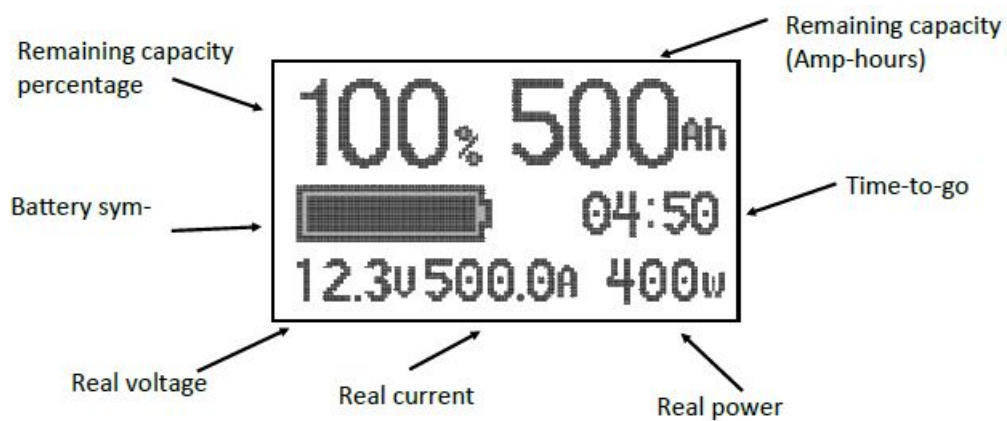 Remaining capacity
percentage
Remaining capacity
(Amp-hours)
100% 500Ah
Battery sym-
04:50
Time-to-go
12.3V 500.0A 400W
Real voltage
Real current
Real power